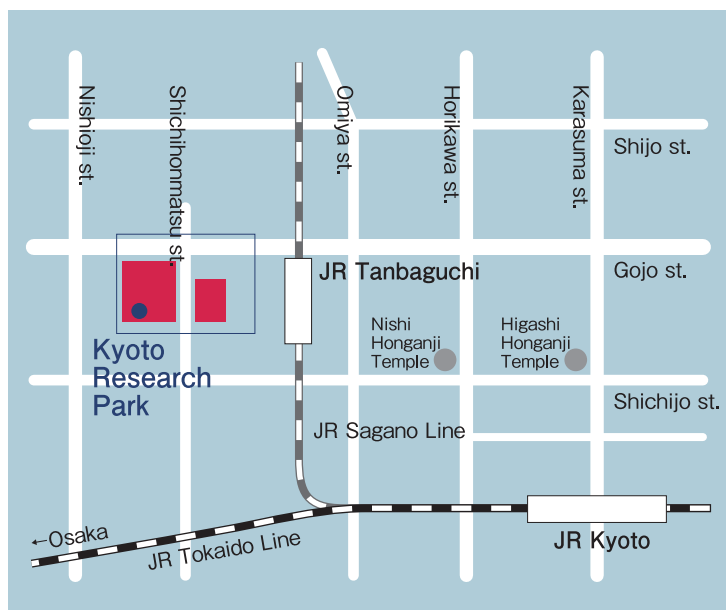 Nishioji st.
Shichihonmatsu st.
Omiya st.
Horikawa st.
Karasuma st.
Shijo st.
JR Tanbaguchi
Gojo st.
Nishi
Honganji
Temple
Higashi
Honganji
Temple
Kyoto
Research
Park
Shichijo st.
JR Sagano Line
←Osaka
JR Tokaido Line
JR Kyoto